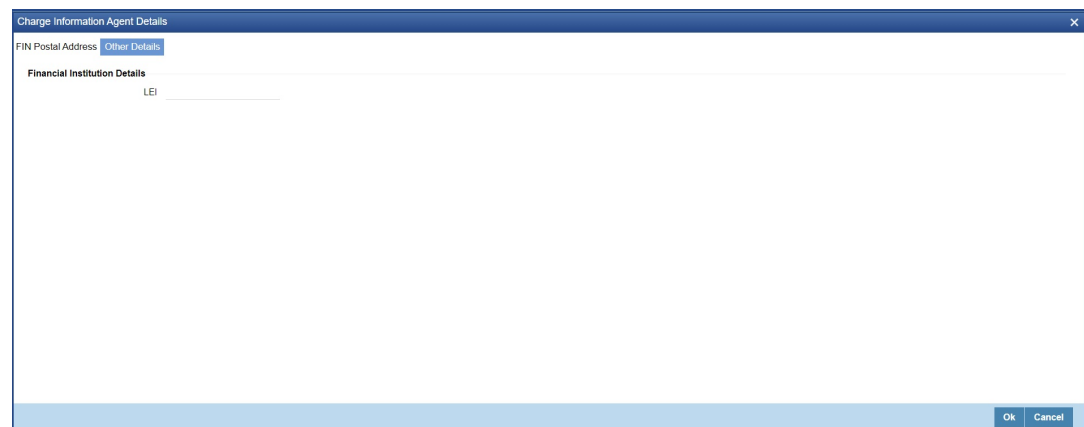 Charge Information Agent Details
FIN Postal Address Other Details
Financial Institution Details
LEI
Ok Cancel